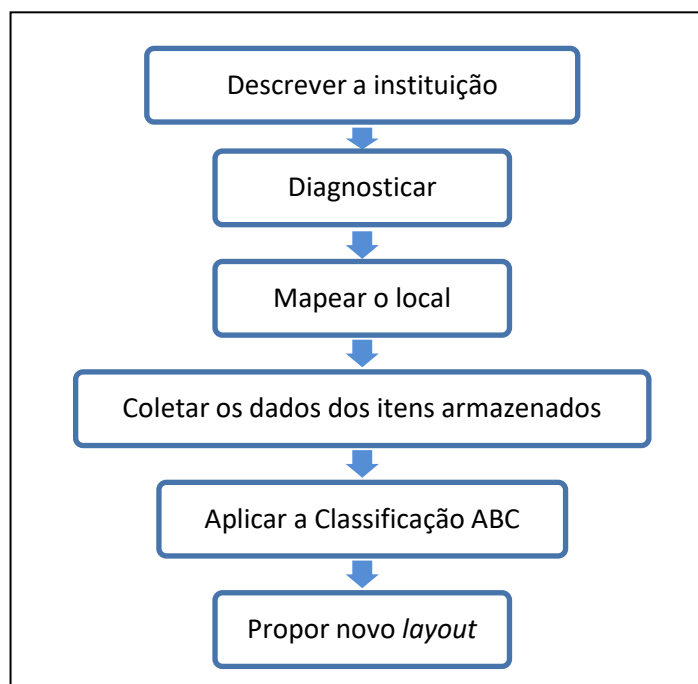 Descrever a instituição
Diagnosticar
Mapear o local
Coletar os dados dos itens armazenados
Aplicar a Classificação ABC
Propor novo layout